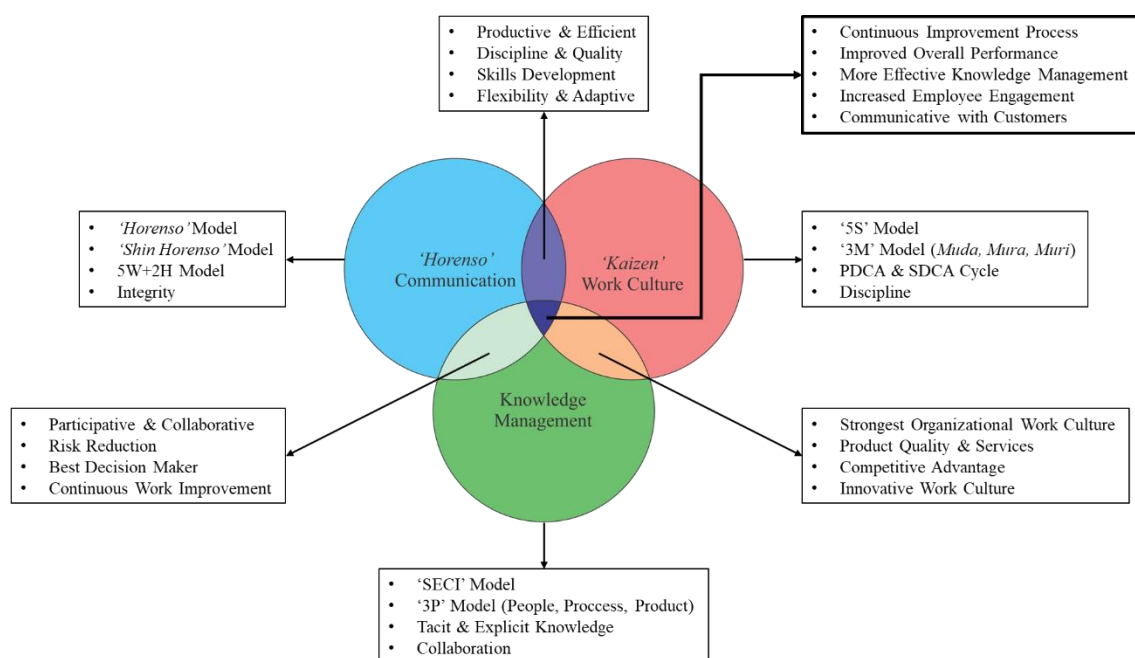 • Productive & Efficient
• Discipline & Quality
• Skills Development
• Flexibility & Adaptive
• Continuous Improvement Process
• Improved Overall Performance
• More Effective Knowledge Management
• Increased Employee Engagement
• Communicative with Customers
• ‘Horenso’ Model
• ‘Shin Horenso’ Model
• 5W+2H Model
• Integrity
‘Horenso’
Communication
‘Kaizen’
Work Culture
• ‘5S’ Model
• ‘3M’ Model (Muda, Mura, Muri)
• PDCA & SDCA Cycle
• Discipline
Knowledge
Management
• Participative & Collaborative
• Risk Reduction
• Best Decision Maker
• Continuous Work Improvement
• Strongest Organizational Work Culture
• Product Quality & Services
• Competitive Advantage
• Innovative Work Culture
• ‘SECI’ Model
• ‘3P’ Model (People, Proccess, Product)
• Tacit & Explicit Knowledge
• Collaboration